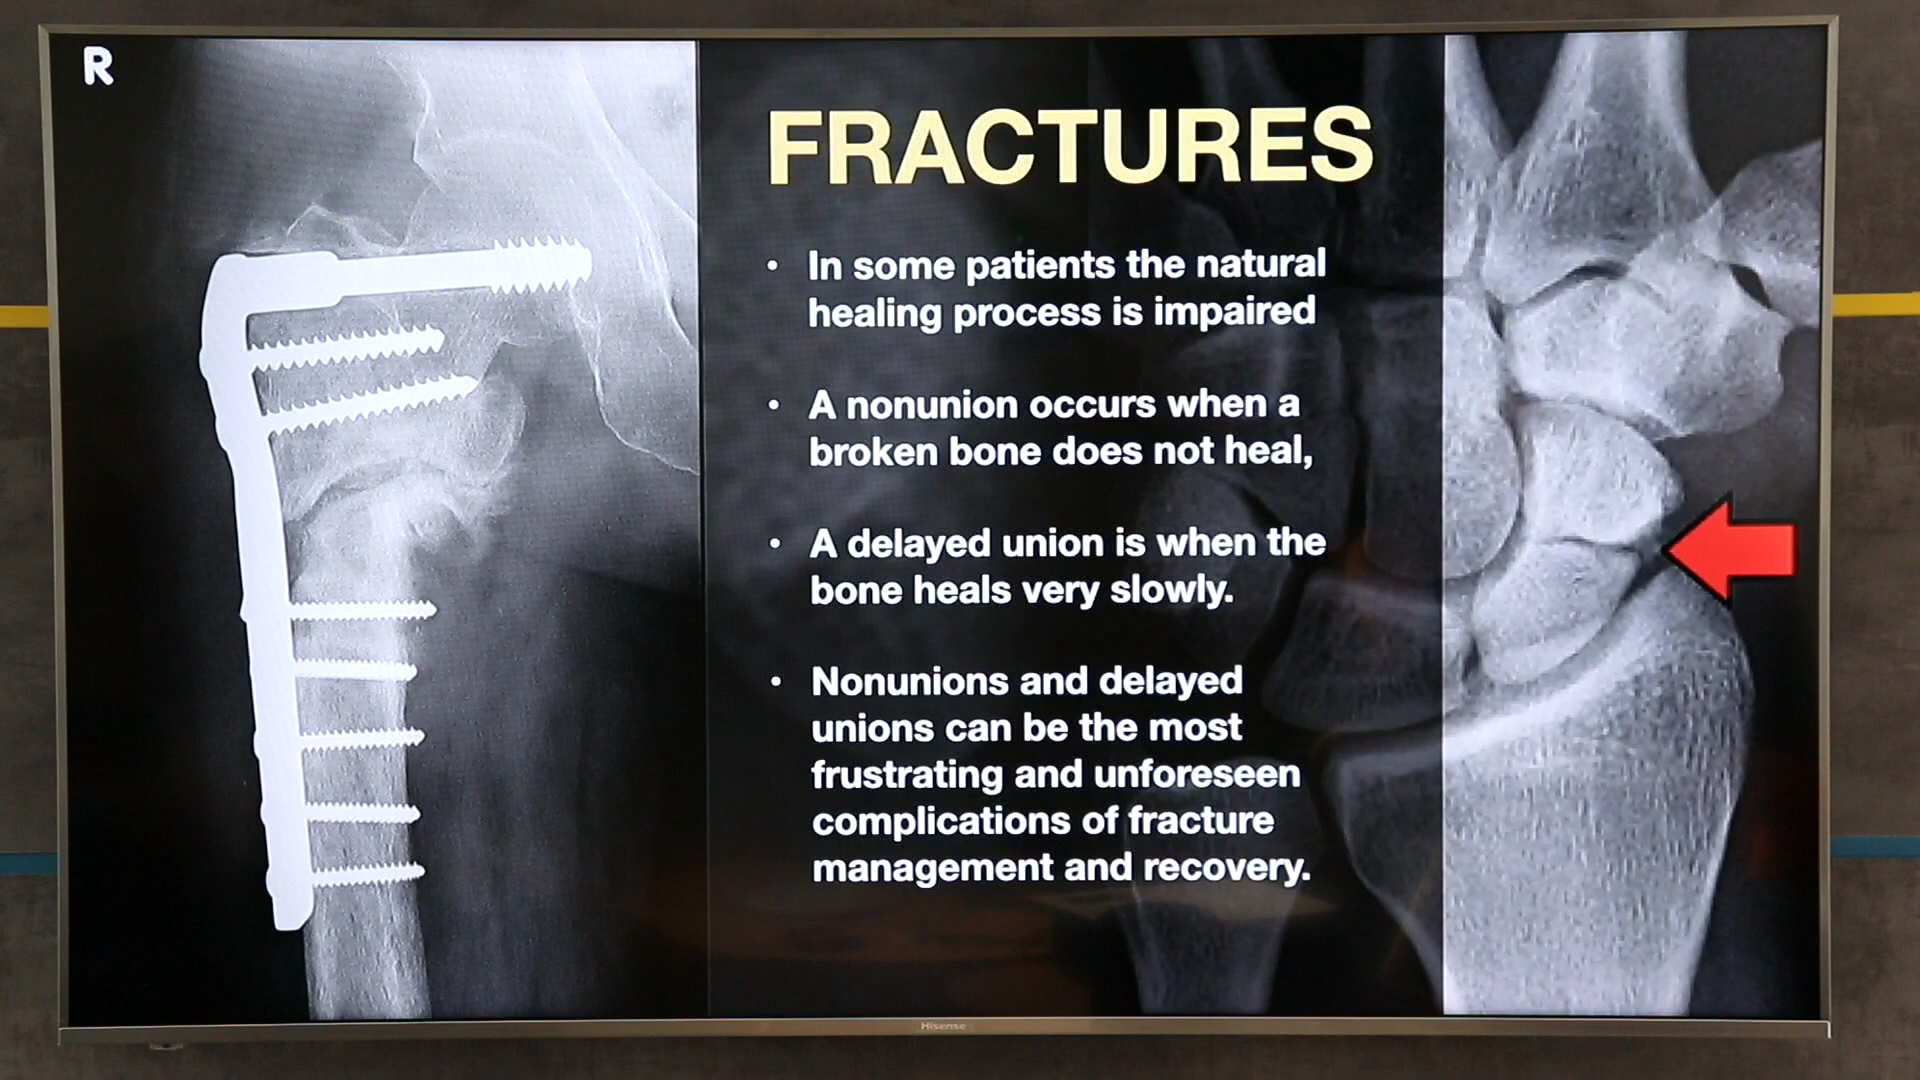 R
FRACTURES
• In some patients the natural
healing process is impaired
• A nonunion occurs when a
broken bone does not heal,
• A delayed union is when the
bone heals very slowly.
• Nonunions and delayed
unions can be the most
frustrating and unforeseen
complications of fracture
management and recovery.
Hisense